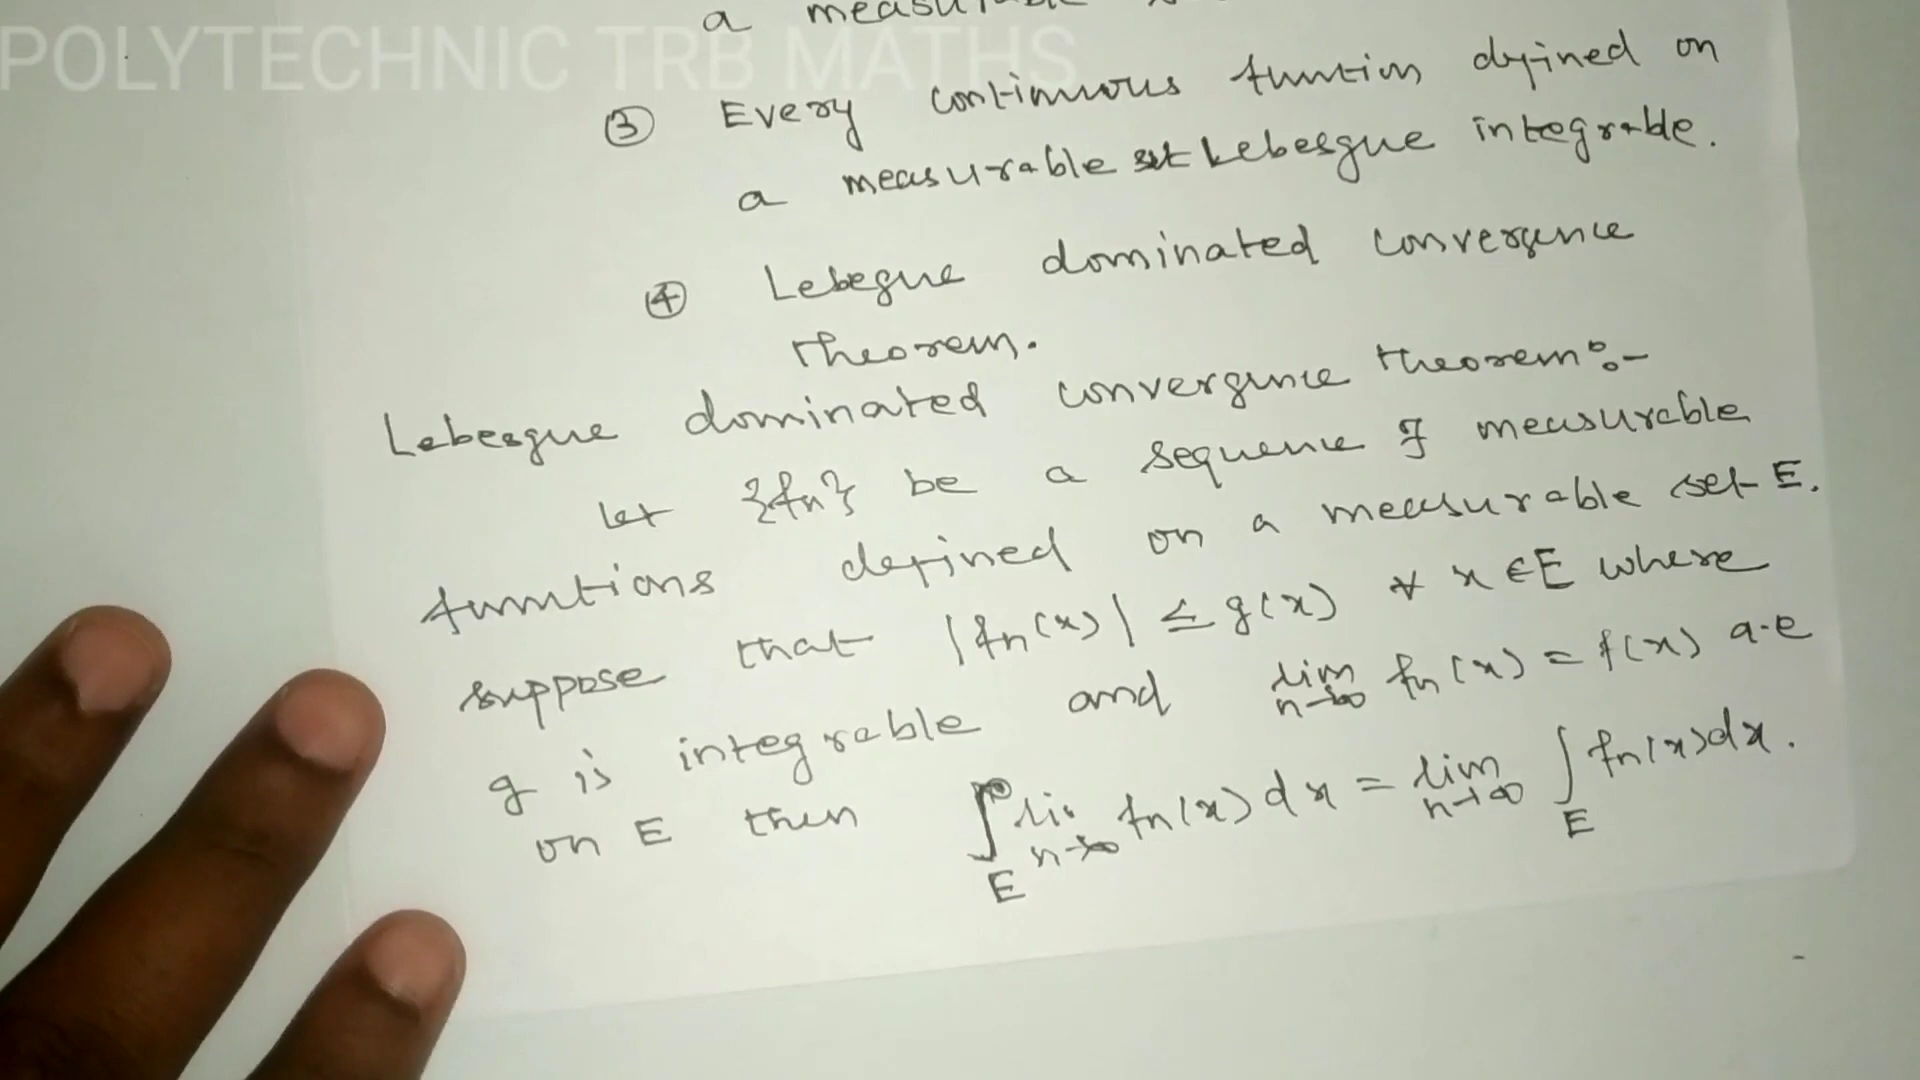 a measurable
POLYTECHNIC TRB MATHS
③ Every continuous function defined on
a measurable set Lebesgue integrable.
④ Lebegue dominated convergence
theorem.
Lebesgue dominated convergence theorem:-
Let {fn} be a sequence of measurable
functions defined on a measurable set E.
suppose that |fn(x)| ≤ g(x) ∀ x ∈ E where
g is integrable and lim n→∞ fn(x) = f(x) a.e
on E then ∫E lim n→∞ fn(x) dx = lim n→∞ ∫E fn(x) dx.